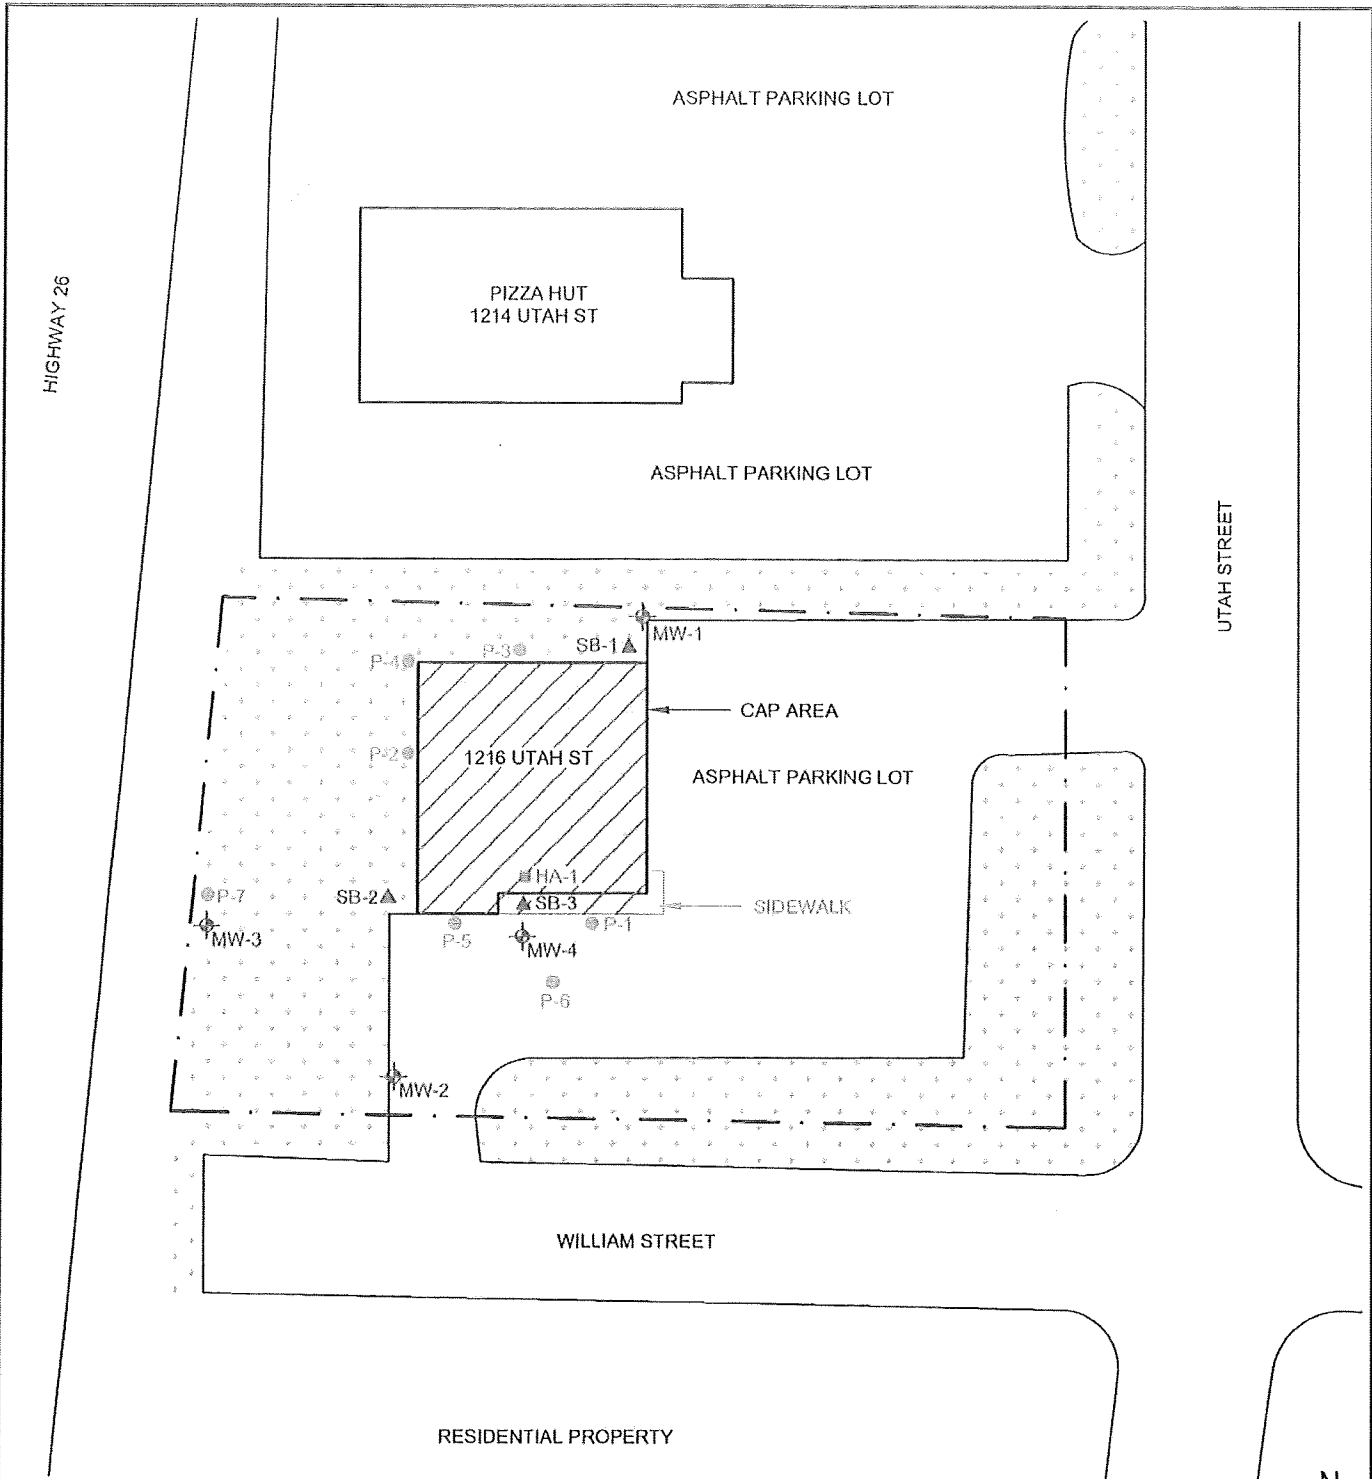 ASPHALT PARKING LOT
HIGHWAY 26
PIZZA HUT
1214 UTAH ST
ASPHALT PARKING LOT
UTAH STREET
MW-1
SB-1
P-3
P-4
CAP AREA
P-2
1216 UTAH ST
ASPHALT PARKING LOT
HA-1
P-7
SB-2
SB-3
SIDEWALK
P-1
MW-3
P-5
MW-4
P-6
MW-2
WILLIAM STREET
RESIDENTIAL PROPERTY
N